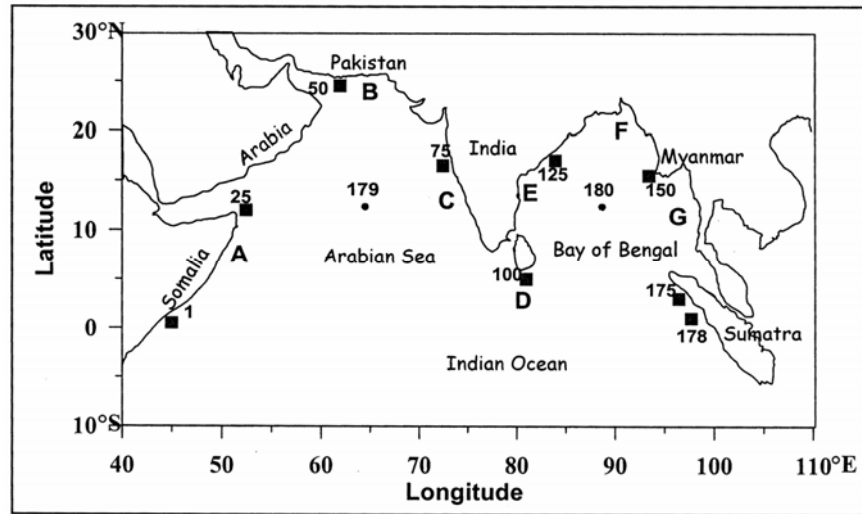 30°N
20
10
0
10°S
Latitude
Pakistan
50
B
Arabia
75
India
F
Myanmar
25
179
C
E
125
180
150
G
A
Arabian Sea
Bay of Bengal
Somalia
100
D
175
1
178
Sumatra
Indian Ocean
40
50
60
70
80
90
100
110°E
Longitude